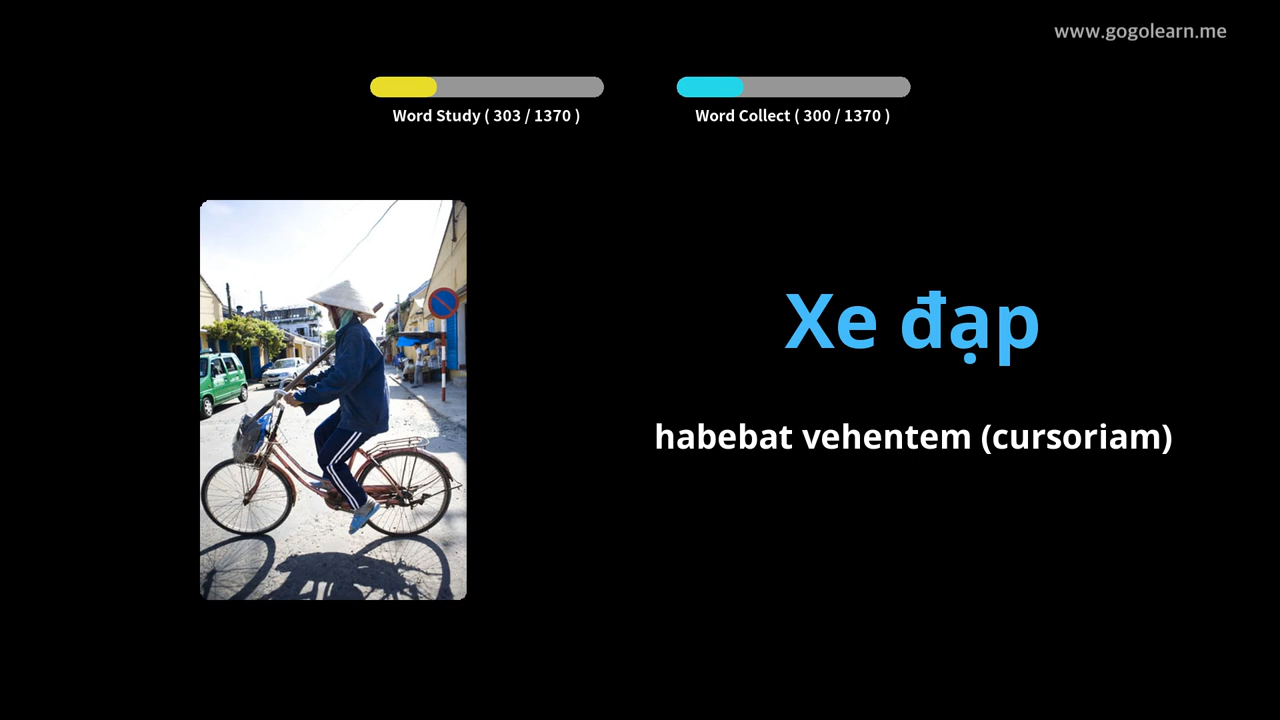 www.gogolearn.me
Word Study ( 303 / 1370 )
Word Collect ( 300 / 1370 )
Xe đạp
habebat vehentem (cursoriam)